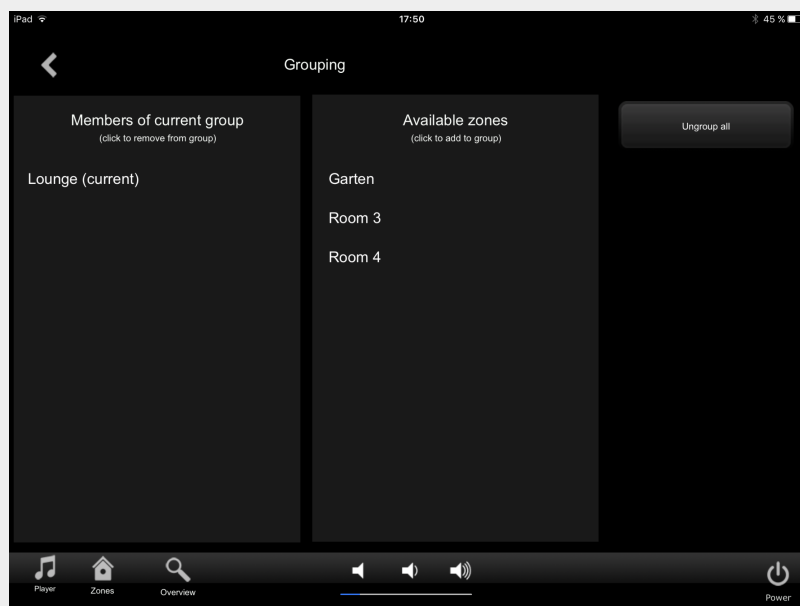 iPad 17:50 45 %
Grouping
Members of current group
(click to remove from group)
Lounge (current)
Available zones
(click to add to group)
Garten
Room 3
Room 4
Ungroup all
Player Zones Overview Power